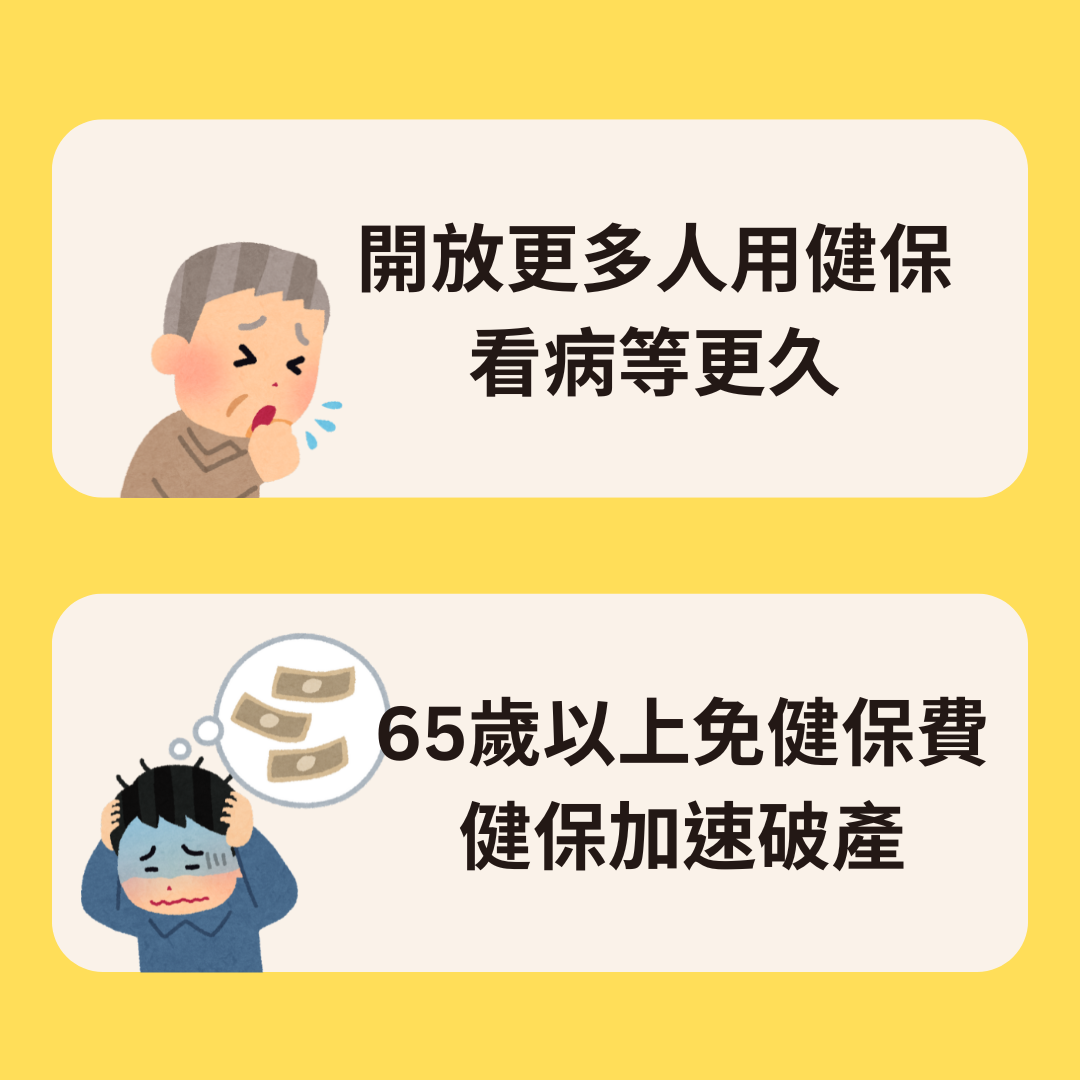 開放更多人用健保
看病等更久
65歲以上免健保費
健保加速破產